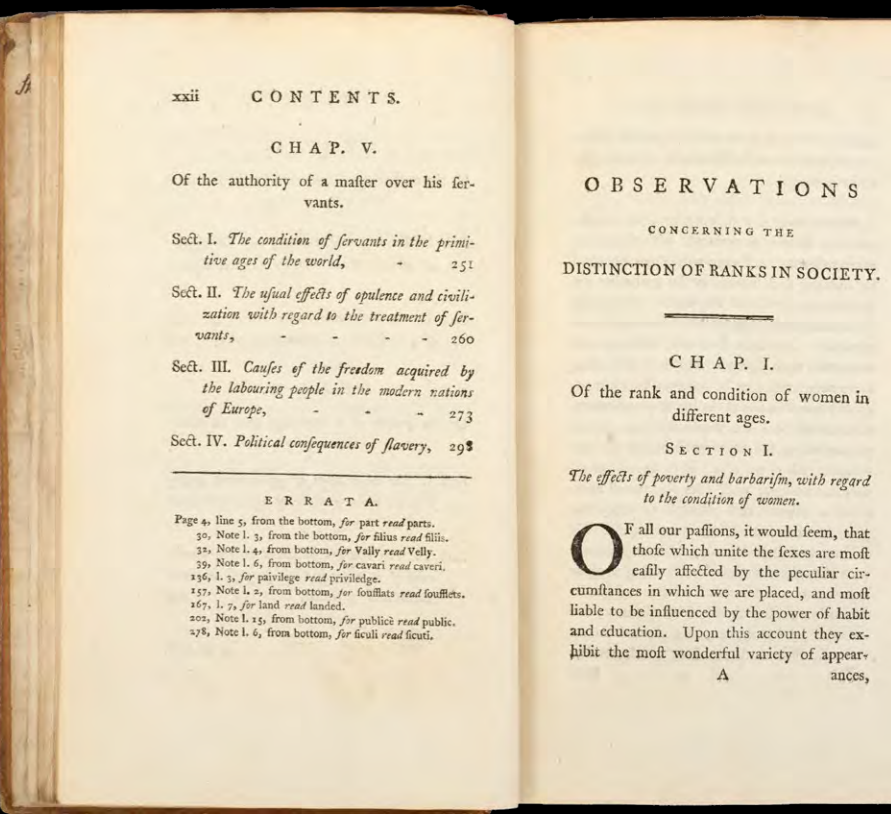 xxii CONTENTS.
CHAP. V.
Of the authority of a maſter over his ſer-
vants.
Sect. I. The condition of ſervants in the primi-
tive ages of the world, - 251
Sect. II. The uſual effects of opulence and civili-
zation with regard to the treatment of ſer-
vants, - - - - 260
Sect. III. Cauſes of the freedom acquired by
the labouring people in the modern nations
of Europe, - - - 273
Sect. IV. Political conſequences of ſlavery, 298
ERRATA.
Page 4, line 5, from the bottom, for part read parts.
30, Note l. 3, from the bottom, for filius read filiis.
32, Note l. 4, from bottom, for Vally read Velly.
39, Note l. 6, from bottom, for cavari read caveri.
136, l. 3, for paivilege read priviledge.
157, Note l. 2, from bottom, for ſoufflats read ſoufflets.
167, l. 7, for land read landed.
202, Note l. 15, from bottom, for publicè read public.
278, Note l. 6, from bottom, for ſiculi read ſicuti.
OBSERVATIONS
CONCERNING THE
DISTINCTION OF RANKS IN SOCIETY.
CHAP. I.
Of the rank and condition of women in
different ages.
SECTION I.
The effects of poverty and barbariſm, with regard
to the condition of women.
OF all our paſſions, it would ſeem, that
thoſe which unite the ſexes are moſt
eaſily affected by the peculiar cir-
cumſtances in which we are placed, and moſt
liable to be influenced by the power of habit
and education. Upon this account they ex-
hibit the moſt wonderful variety of appear-
A ances,